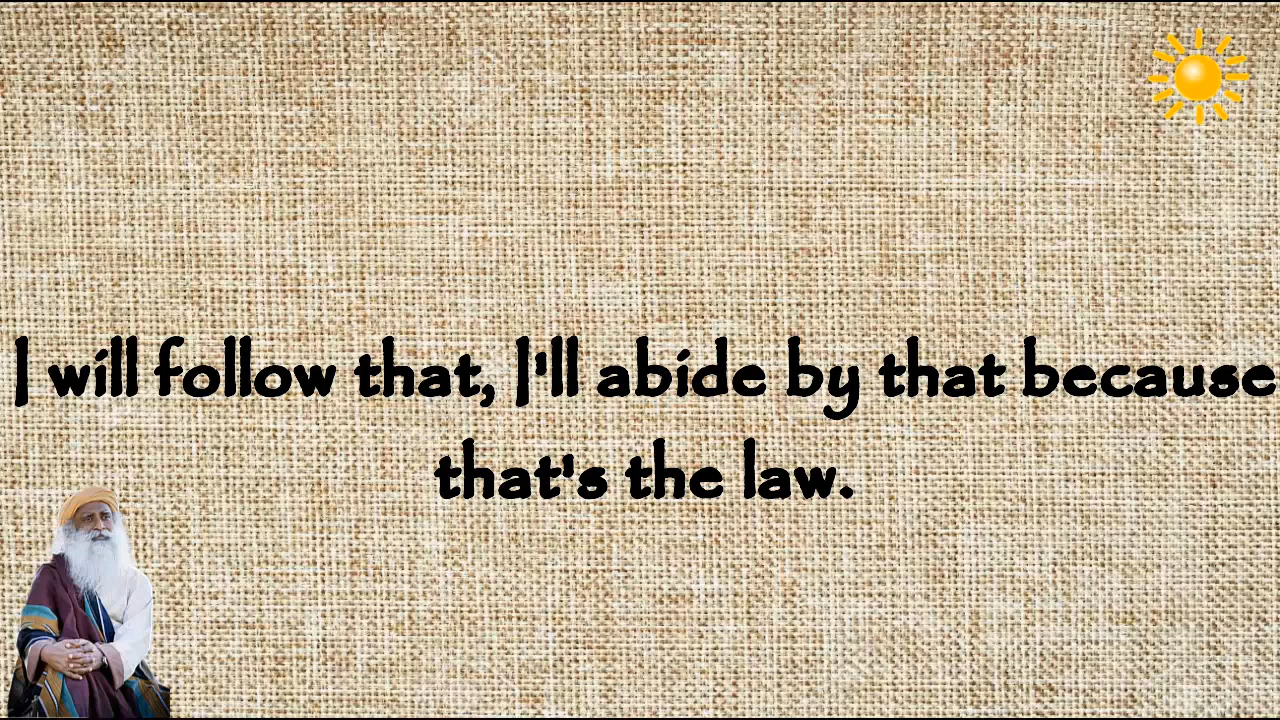 I will follow that, I'll abide by that because
that's the law.